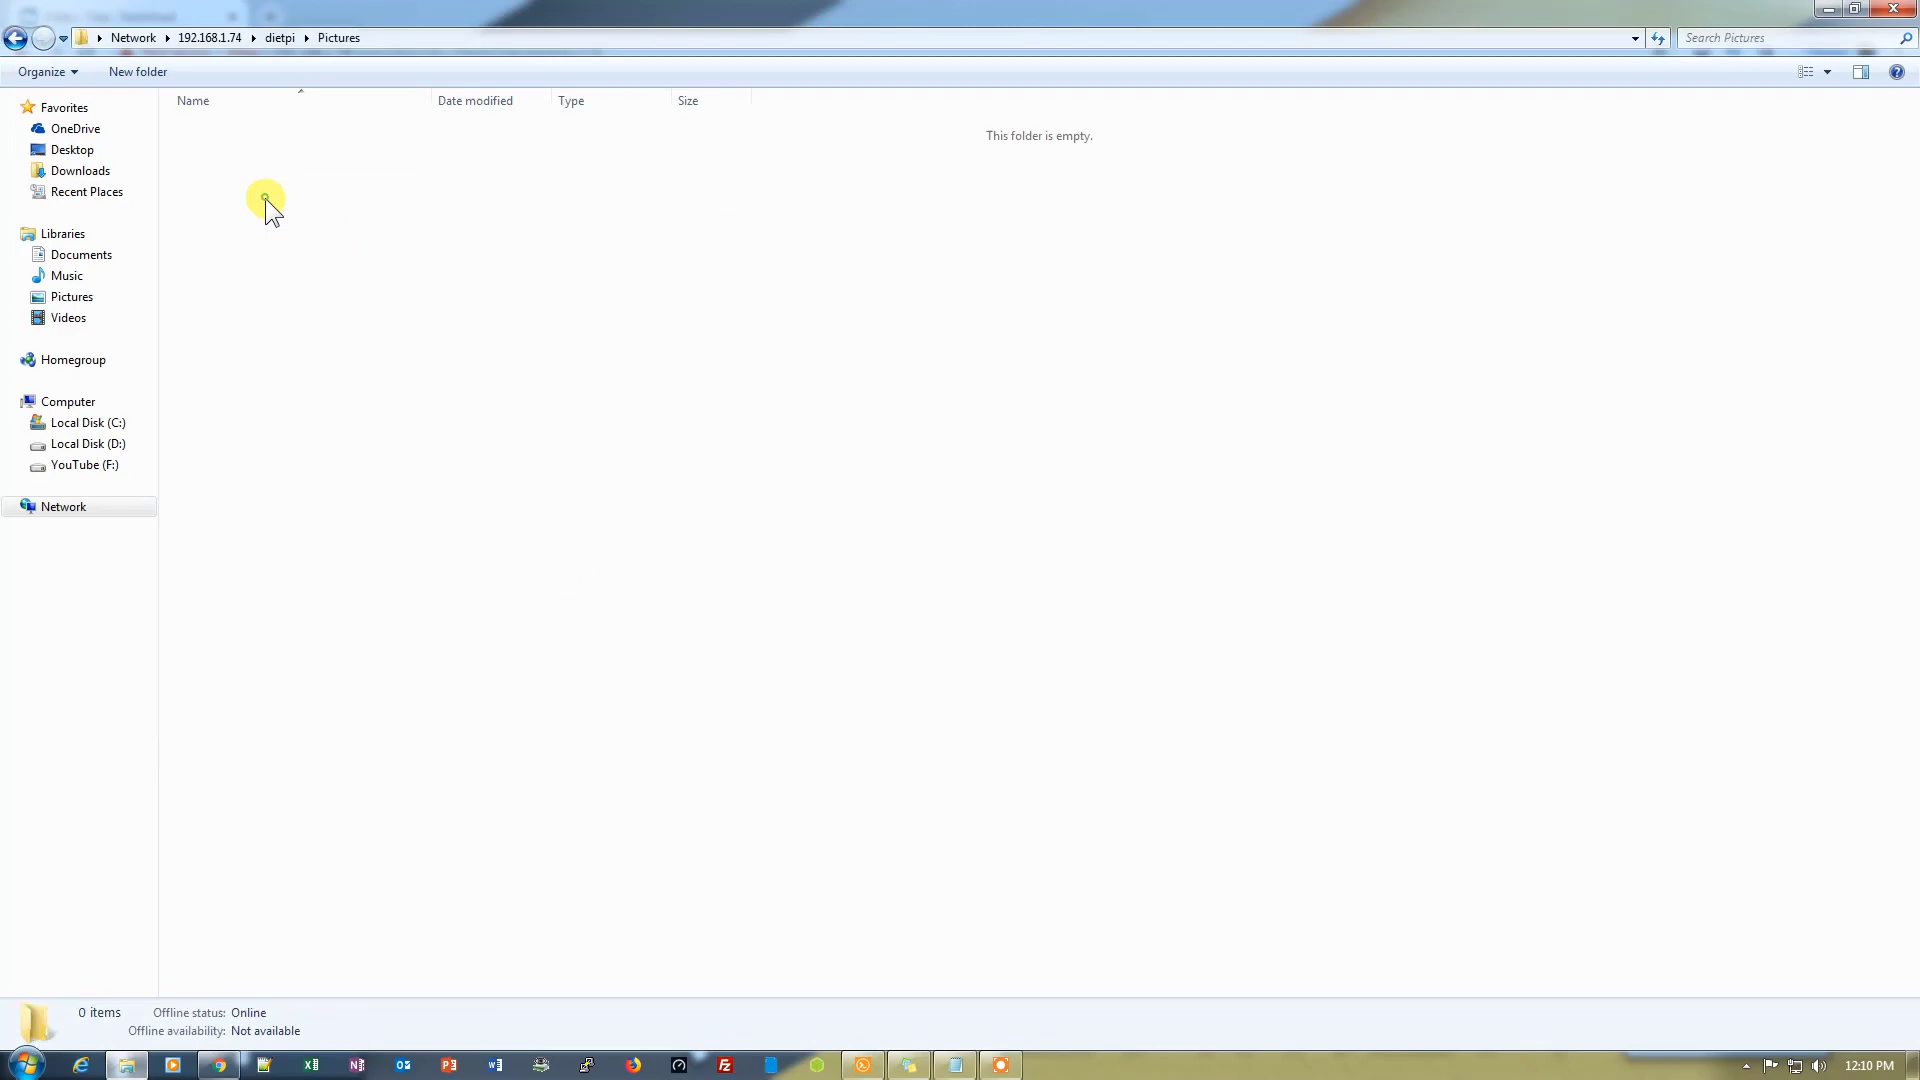 Network 192.168.1.74 dietpi Pictures
Search Pictures
Organize New folder
Name Date modified Type Size
This folder is empty.
Favorites
OneDrive
Desktop
Downloads
Recent Places
Libraries
Documents
Music
Pictures
Videos
Homegroup
Computer
Local Disk (C:)
Local Disk (D:)
YouTube (F:)
Network
0 items Offline status: Online
Offline availability: Not available
12:10 PM